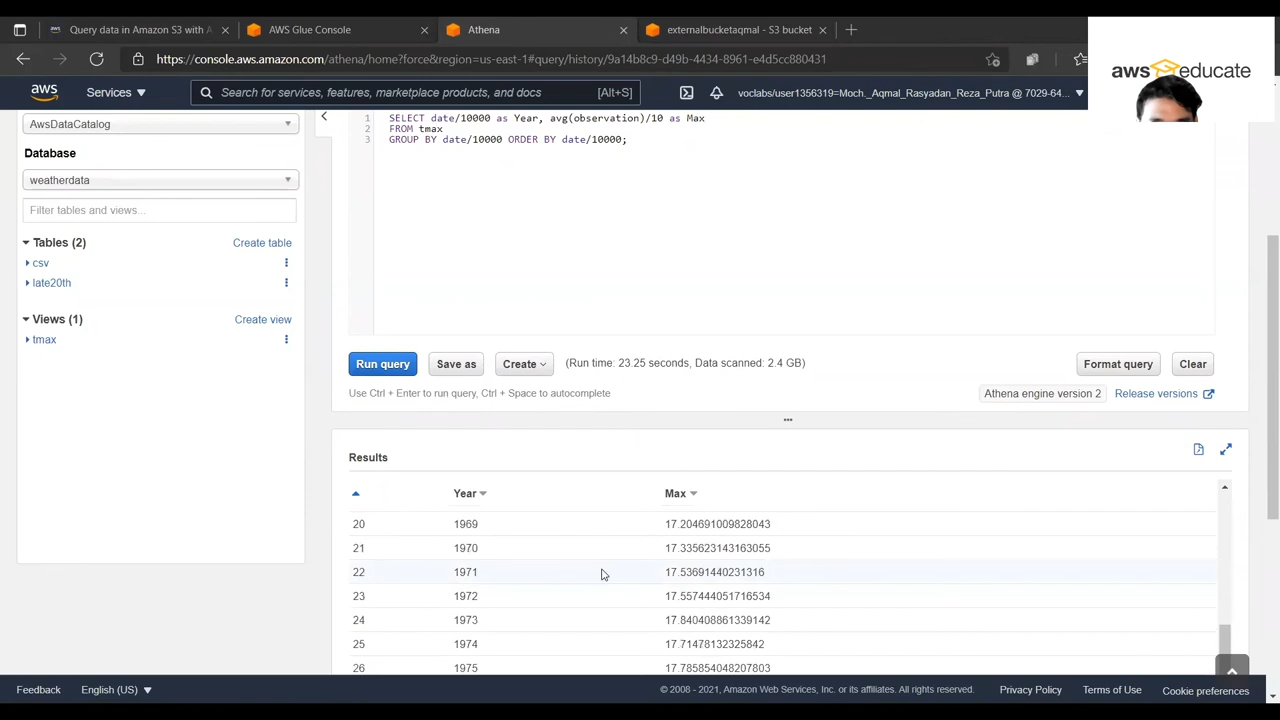 Query data in Amazon S3 with A
AWS Glue Console
Athena
externalbucketaqmal - S3 bucket
https://console.aws.amazon.com/athena/home?force&region=us-east-1#query/history/9a14b8c9-d49b-4434-8961-e4d5cc880431
aws educate
aws
Services
Search for services, features, marketplace products, and docs
[Alt+S]
voclabs/user1356319=Moch._Aqmal_Rasyadan_Reza_Putra @ 7029-64...
AwsDataCatalog
Database
weatherdata
Filter tables and views...
Tables (2)
Create table
csv
late20th
Views (1)
Create view
tmax
1 SELECT date/10000 as Year, avg(observation)/10 as Max
2 FROM tmax
3 GROUP BY date/10000 ORDER BY date/10000;
Run query
Save as
Create
(Run time: 23.25 seconds, Data scanned: 2.4 GB)
Format query
Clear
Use Ctrl + Enter to run query, Ctrl + Space to autocomplete
Athena engine version 2
Release versions
Results
Year Max
20 1969 17.204691009828043
21 1970 17.335623143163055
22 1971 17.53691440231316
23 1972 17.557444051716534
24 1973 17.840408861339142
25 1974 17.71478132325842
26 1975 17.785854048207803
Feedback
English (US)
© 2008 - 2021, Amazon Web Services, Inc. or its affiliates. All rights reserved.
Privacy Policy
Terms of Use
Cookie preferences